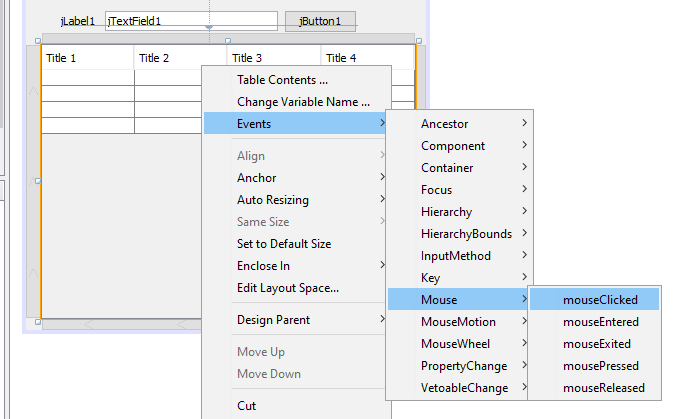 jLabel1 jTextField1 jButton1
Title 1 Title 2 Title 3 Title 4
Table Contents ...
Change Variable Name ...
Events
Align
Anchor
Auto Resizing
Same Size
Set to Default Size
Enclose In
Edit Layout Space...
Design Parent
Move Up
Move Down
Cut
Ancestor
Component
Container
Focus
Hierarchy
HierarchyBounds
InputMethod
Key
Mouse
MouseMotion
MouseWheel
PropertyChange
VetoableChange
mouseClicked
mouseEntered
mouseExited
mousePressed
mouseReleased